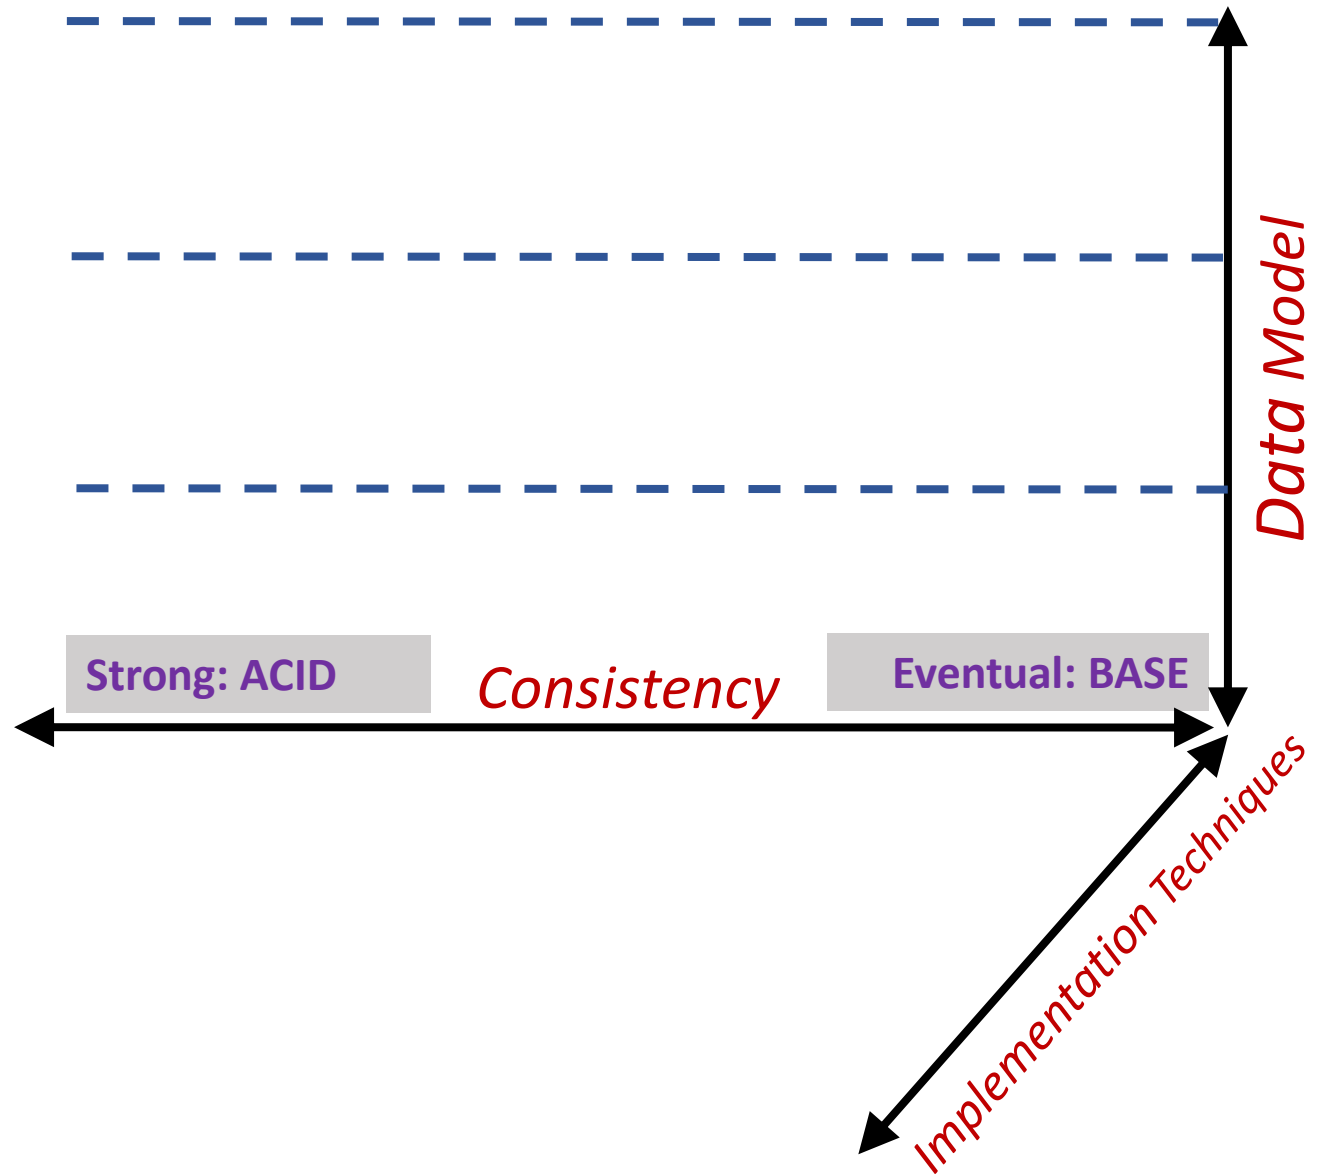 Data Model
Strong: ACID
Consistency
Eventual: BASE
Implementation Techniques